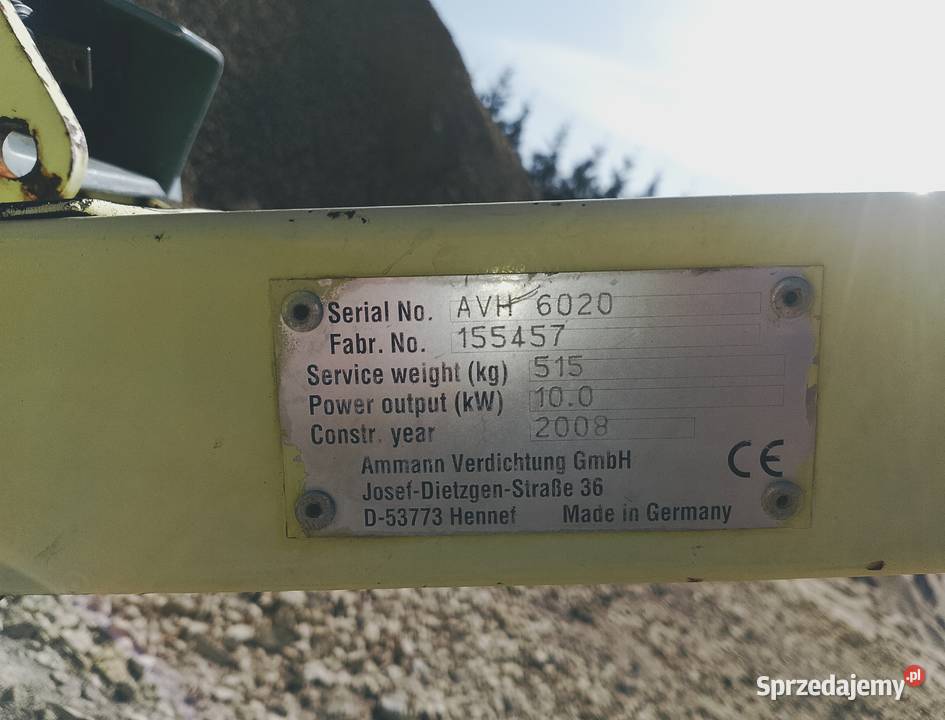 Serial No. AVH 6020
Fabr. No. 155457
Service weight (kg) 515
Power output (kW) 10.0
Constr. year 2008
Ammann Verdichtung GmbH
Josef-Dietzgen-Straße 36
D-53773 Hennef Made in Germany
CE
Sprzedajemy.pl